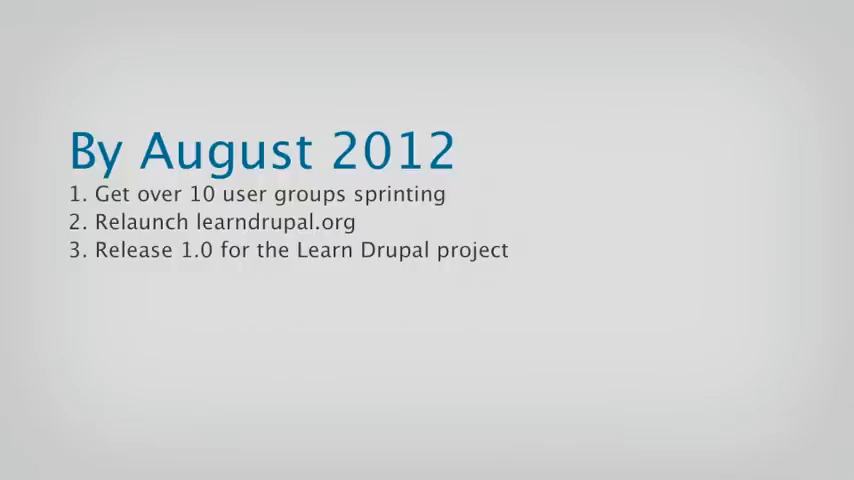 By August 2012
1. Get over 10 user groups sprinting
2. Relaunch learndrupal.org
3. Release 1.0 for the Learn Drupal project